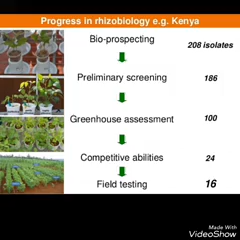 Progress in rhizobiology e.g. Kenya
Bio-prospecting
208 isolates
Preliminary screening
186
Greenhouse assessment
100
Competitive abilities
24
Field testing
16
Made With
VideoShow